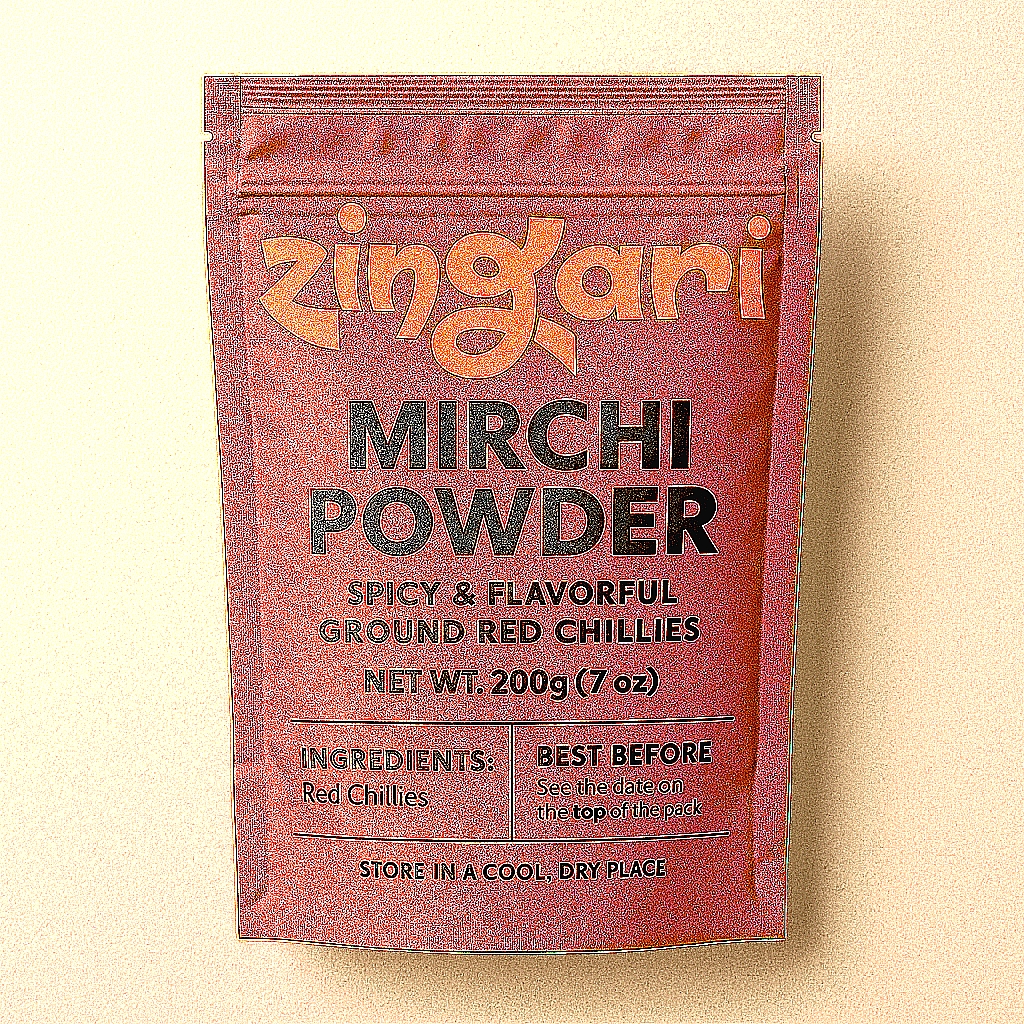 zingari
MIRCHI
POWDER
SPICY & FLAVORFUL
GROUND RED CHILLIES
NET WT. 200g (7 oz)
INGREDIENTS:
Red Chillies
BEST BEFORE
See the date on
the top of the pack
STORE IN A COOL, DRY PLACE